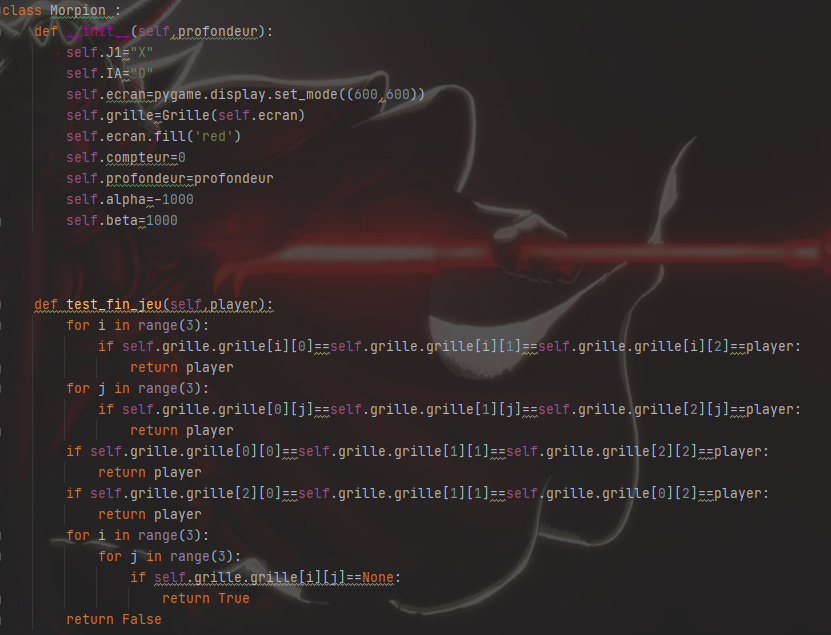 class Morpion :
    def __init__(self,profondeur):
        self.J1="X"
        self.IA="O"
        self.ecran=pygame.display.set_mode((600,600))
        self.grille=Grille(self.ecran)
        self.ecran.fill('red')
        self.compteur=0
        self.profondeur=profondeur
        self.alpha=-1000
        self.beta=1000
    def test_fin_jeu(self,player):
        for i in range(3):
            if self.grille.grille[i][0]==self.grille.grille[i][1]==self.grille.grille[i][2]==player:
                return player
        for j in range(3):
            if self.grille.grille[0][j]==self.grille.grille[1][j]==self.grille.grille[2][j]==player:
                return player
        if self.grille.grille[0][0]==self.grille.grille[1][1]==self.grille.grille[2][2]==player:
            return player
        if self.grille.grille[2][0]==self.grille.grille[1][1]==self.grille.grille[0][2]==player:
            return player
        for i in range(3):
            for j in range(3):
                if self.grille.grille[i][j]==None:
                    return True
        return False